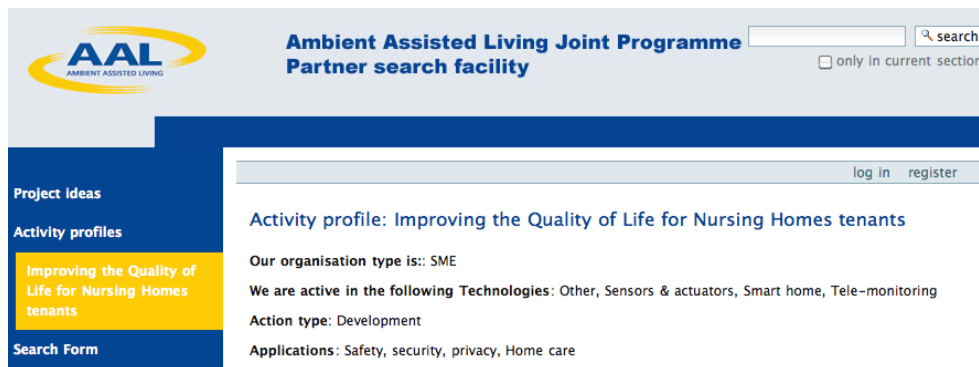 AAL
AMBIENT ASSISTED LIVING
Ambient Assisted Living Joint Programme
Partner search facility
search
only in current section
log in register
Project ideas
Activity profiles
Improving the Quality of
Life for Nursing Homes
tenants
Search Form
Activity profile: Improving the Quality of Life for Nursing Homes tenants
Our organisation type is:: SME
We are active in the following Technologies: Other, Sensors & actuators, Smart home, Tele-monitoring
Action type: Development
Applications: Safety, security, privacy, Home care